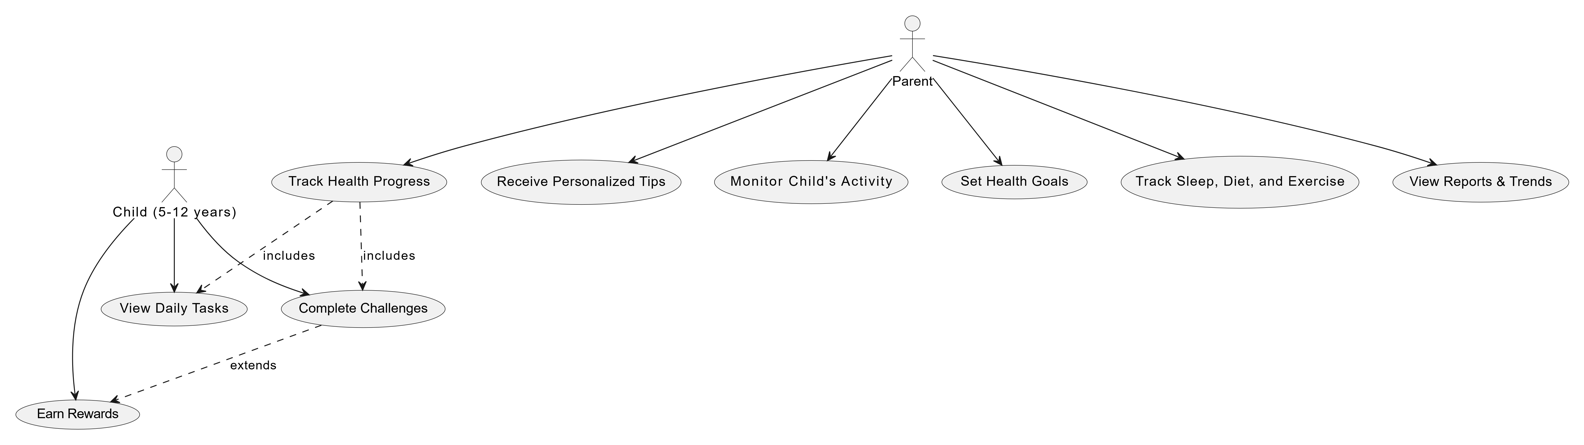 Parent
Child (5-12 years)
Track Health Progress
Receive Personalized Tips
Monitor Child's Activity
Set Health Goals
Track Sleep, Diet, and Exercise
View Reports & Trends
includes
includes
View Daily Tasks
Complete Challenges
extends
Earn Rewards